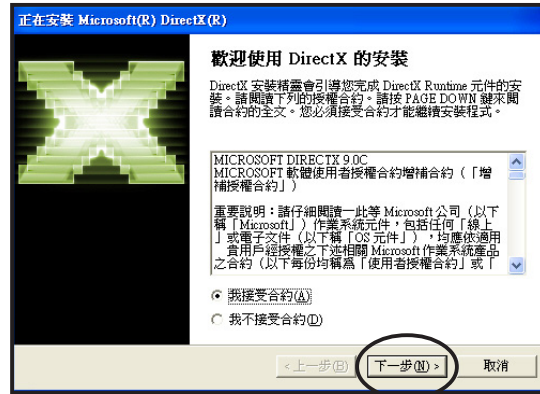 正在安裝 Microsoft(R) DirectX(R)
歡迎使用 DirectX 的安裝
DirectX 安裝精靈會引導您完成 DirectX Runtime 元件的安
裝。請閱讀下列的授權合約。請按 PAGE DOWN 鍵來閱
讀合約的全文。您必須接受合約才能繼續安裝程式。
MICROSOFT DIRECTX 9.0C
MICROSOFT 軟體使用者授權合約增補合約（「增
補授權合約」）
重要說明：請仔細閱讀一此等 Microsoft 公司（以下
稱「Microsoft」）作業系統元件，包括任何「線上
」或電子文件（以下稱「OS 元件」），均應依適用
貴用戶經授權之下述相關 Microsoft 作業系統產品
之合約（以下每份均稱為「使用者授權合約」或「
我接受合約(A)
我不接受合約(D)
<上一步(B)
下一步(N) >
取消